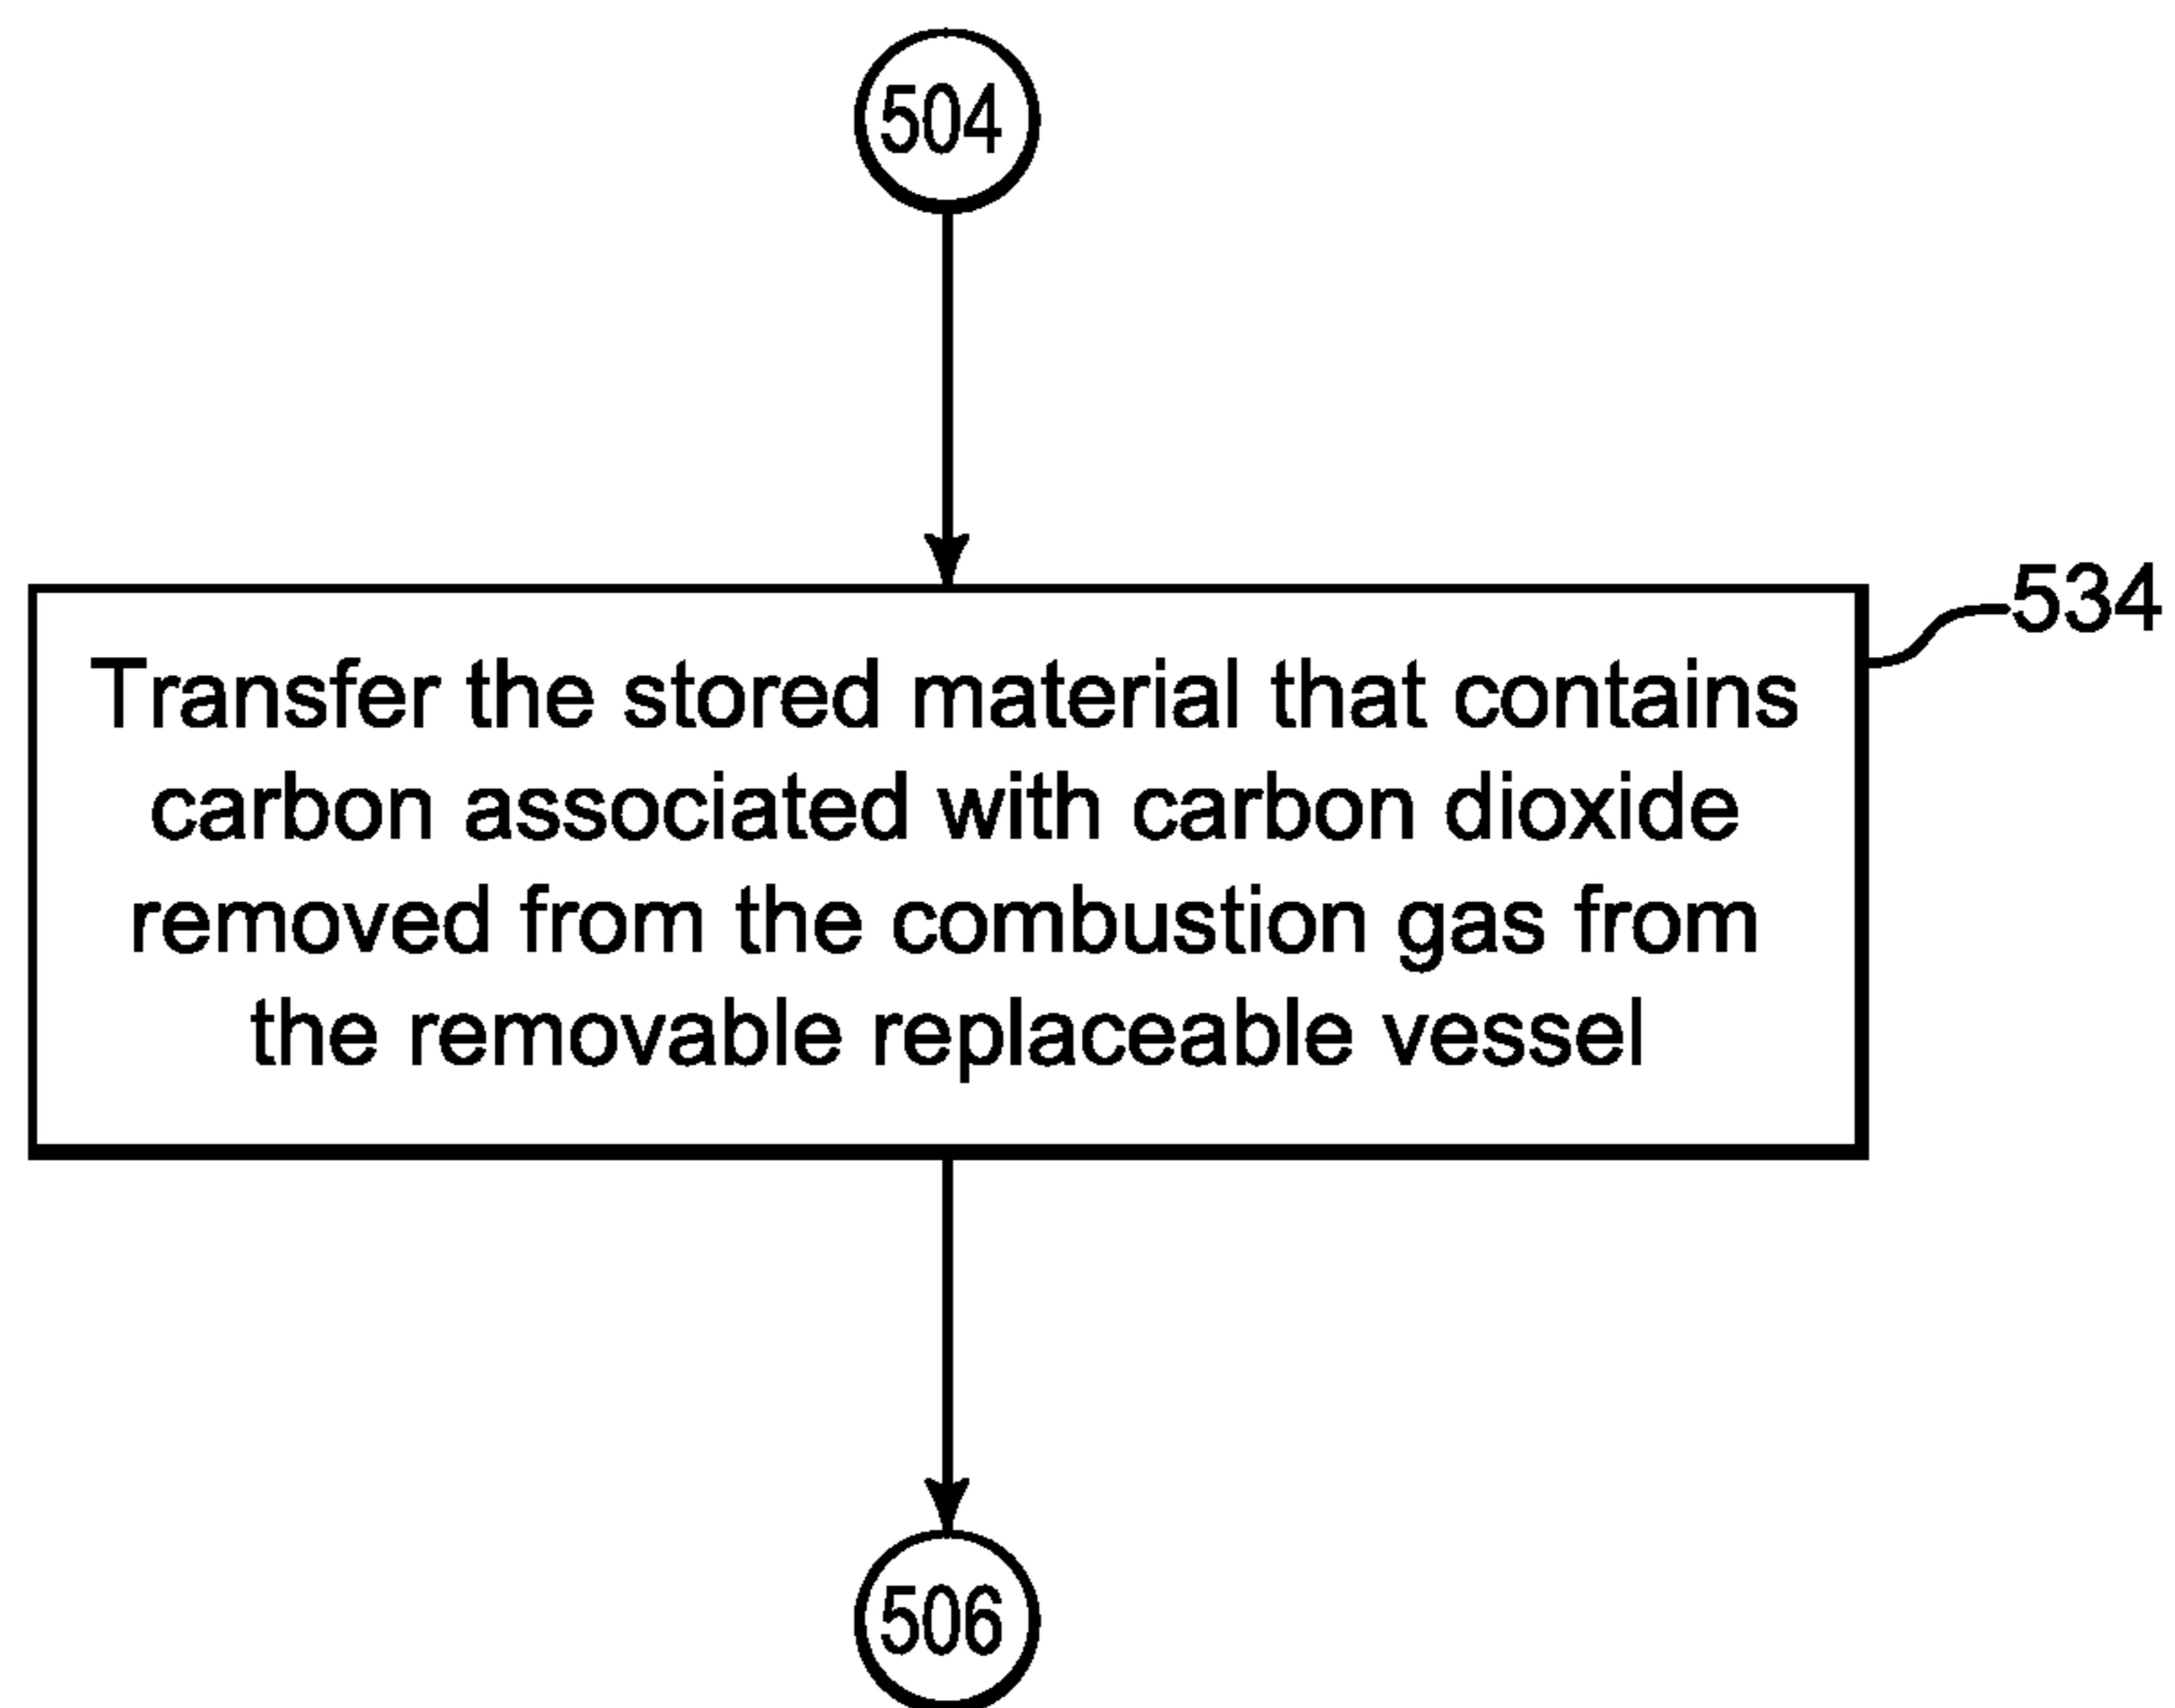 504
534
Transfer the stored material that contains
carbon associated with carbon dioxide
removed from the combustion gas from
the removable replaceable vessel
506